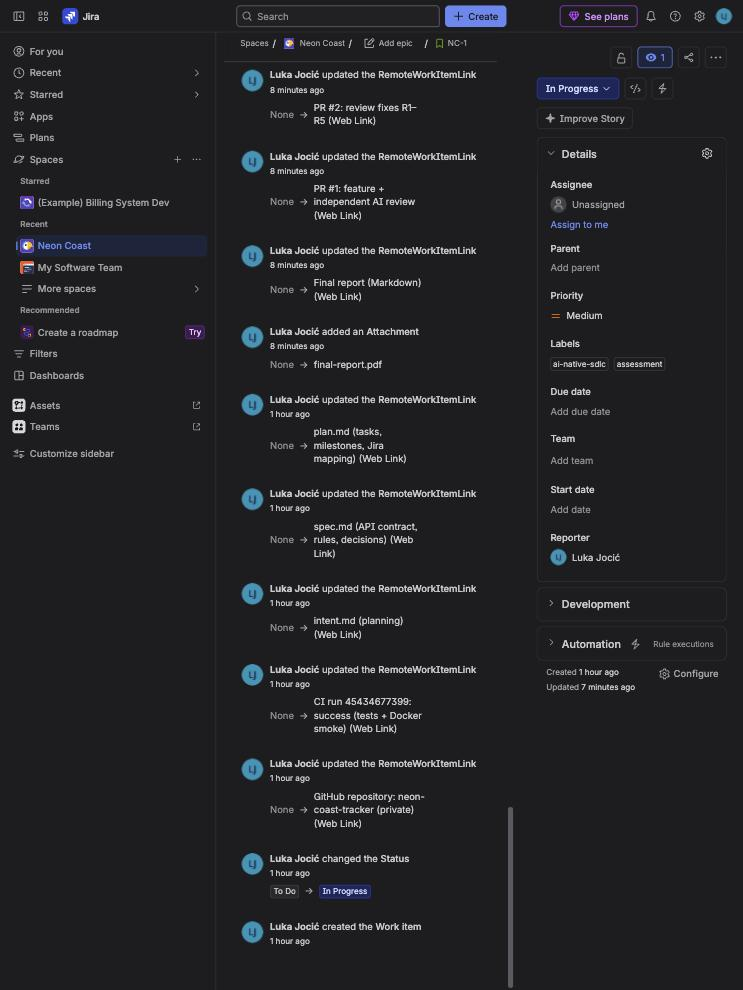 Jira
Search
Create
See plans
For you
Recent
Starred
Apps
Plans
Spaces
Starred
(Example) Billing System Dev
Recent
Neon Coast
My Software Team
More spaces
Recommended
Create a roadmap
Try
Filters
Dashboards
Assets
Teams
Customize sidebar
Spaces / Neon Coast / Add epic / NC-1
Luka Jocić updated the RemoteWorkItemLink
8 minutes ago
None → PR #2: review fixes R1–
R5 (Web Link)
Luka Jocić updated the RemoteWorkItemLink
8 minutes ago
PR #1: feature +
None → independent AI review
(Web Link)
Luka Jocić updated the RemoteWorkItemLink
8 minutes ago
None → Final report (Markdown)
(Web Link)
Luka Jocić added an Attachment
8 minutes ago
None → final-report.pdf
Luka Jocić updated the RemoteWorkItemLink
1 hour ago
plan.md (tasks,
None → milestones, Jira
mapping) (Web Link)
Luka Jocić updated the RemoteWorkItemLink
1 hour ago
spec.md (API contract,
None → rules, decisions) (Web
Link)
Luka Jocić updated the RemoteWorkItemLink
1 hour ago
None → intent.md (planning)
(Web Link)
Luka Jocić updated the RemoteWorkItemLink
1 hour ago
CI run 45434677399:
None → success (tests + Docker
smoke) (Web Link)
Luka Jocić updated the RemoteWorkItemLink
1 hour ago
GitHub repository: neon-
None → coast-tracker (private)
(Web Link)
Luka Jocić changed the Status
1 hour ago
To Do → In Progress
Luka Jocić created the Work item
1 hour ago
1
In Progress
Improve Story
Details
Assignee
Unassigned
Assign to me
Parent
Add parent
Priority
Medium
Labels
ai-native-sdlc assessment
Due date
Add due date
Team
Add team
Start date
Add date
Reporter
LJ Luka Jocić
Development
Automation Rule executions
Created 1 hour ago
Configure
Updated 7 minutes ago